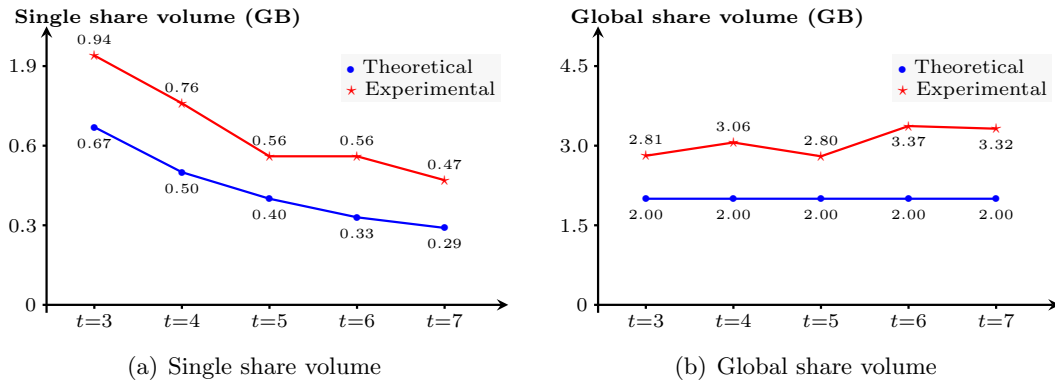 Single share volume (GB)
0.94
1.9
0.76
Theoretical
Experimental
0.67
0.6
0.56
0.56
0.50
0.47
0.40
0.33
0.3
0.29
0
t=3
t=4
t=5
t=6
t=7
(a) Single share volume
Global share volume (GB)
4.5
Theoretical
Experimental
2.81
3.06
2.80
3.0
3.37
3.32
2.00
2.00
2.00
2.00
2.00
1.5
0
t=3
t=4
t=5
t=6
t=7
(b) Global share volume